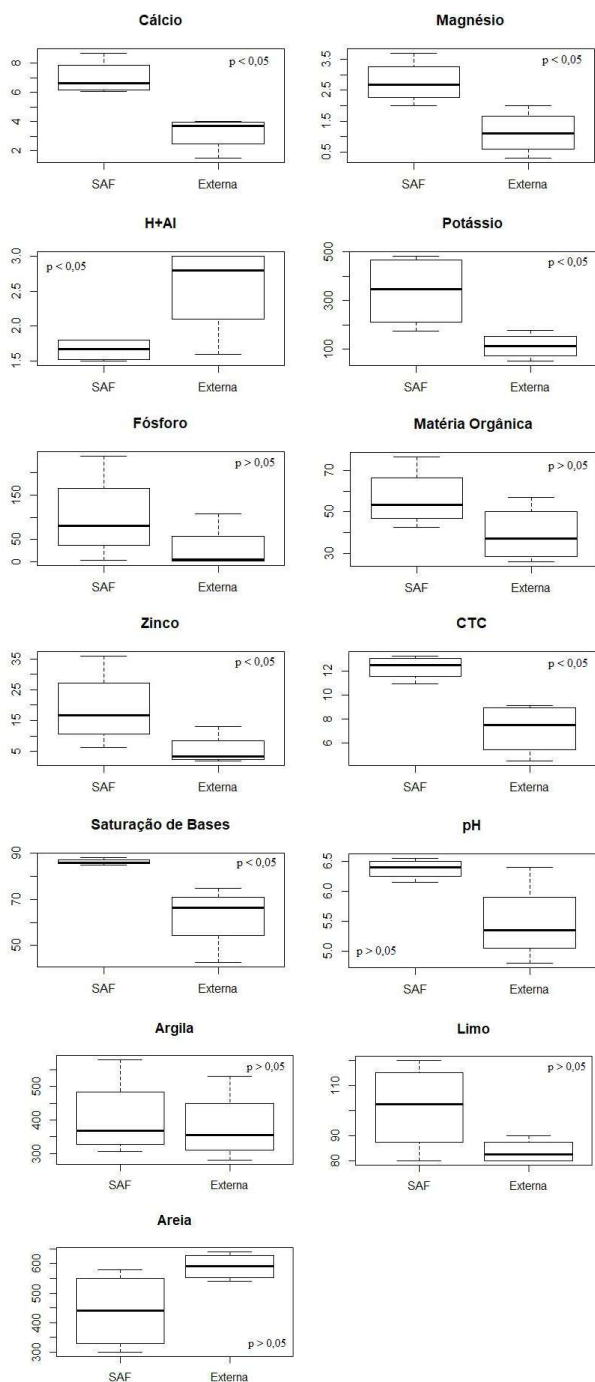 Cálcio
p < 0,05
2 4 6 8
SAF Externa
Magnésio
p < 0,05
0.5 1.5 2.5 3.5
SAF Externa
H+Al
p < 0,05
1.5 2.0 2.5 3.0
SAF Externa
Potássio
p < 0,05
100 300 500
SAF Externa
Fósforo
p > 0,05
0 50 150
SAF Externa
Matéria Orgânica
p > 0,05
30 50 70
SAF Externa
Zinco
p < 0,05
5 15 25 35
SAF Externa
CTC
p < 0,05
6 8 10 12
SAF Externa
Saturação de Bases
p < 0,05
50 70 90
SAF Externa
pH
p > 0,05
5.0 5.5 6.0 6.5
SAF Externa
Argila
p > 0,05
300 400 500
SAF Externa
Limo
p > 0,05
80 90 110
SAF Externa
Areia
p > 0,05
300 400 500 600
SAF Externa